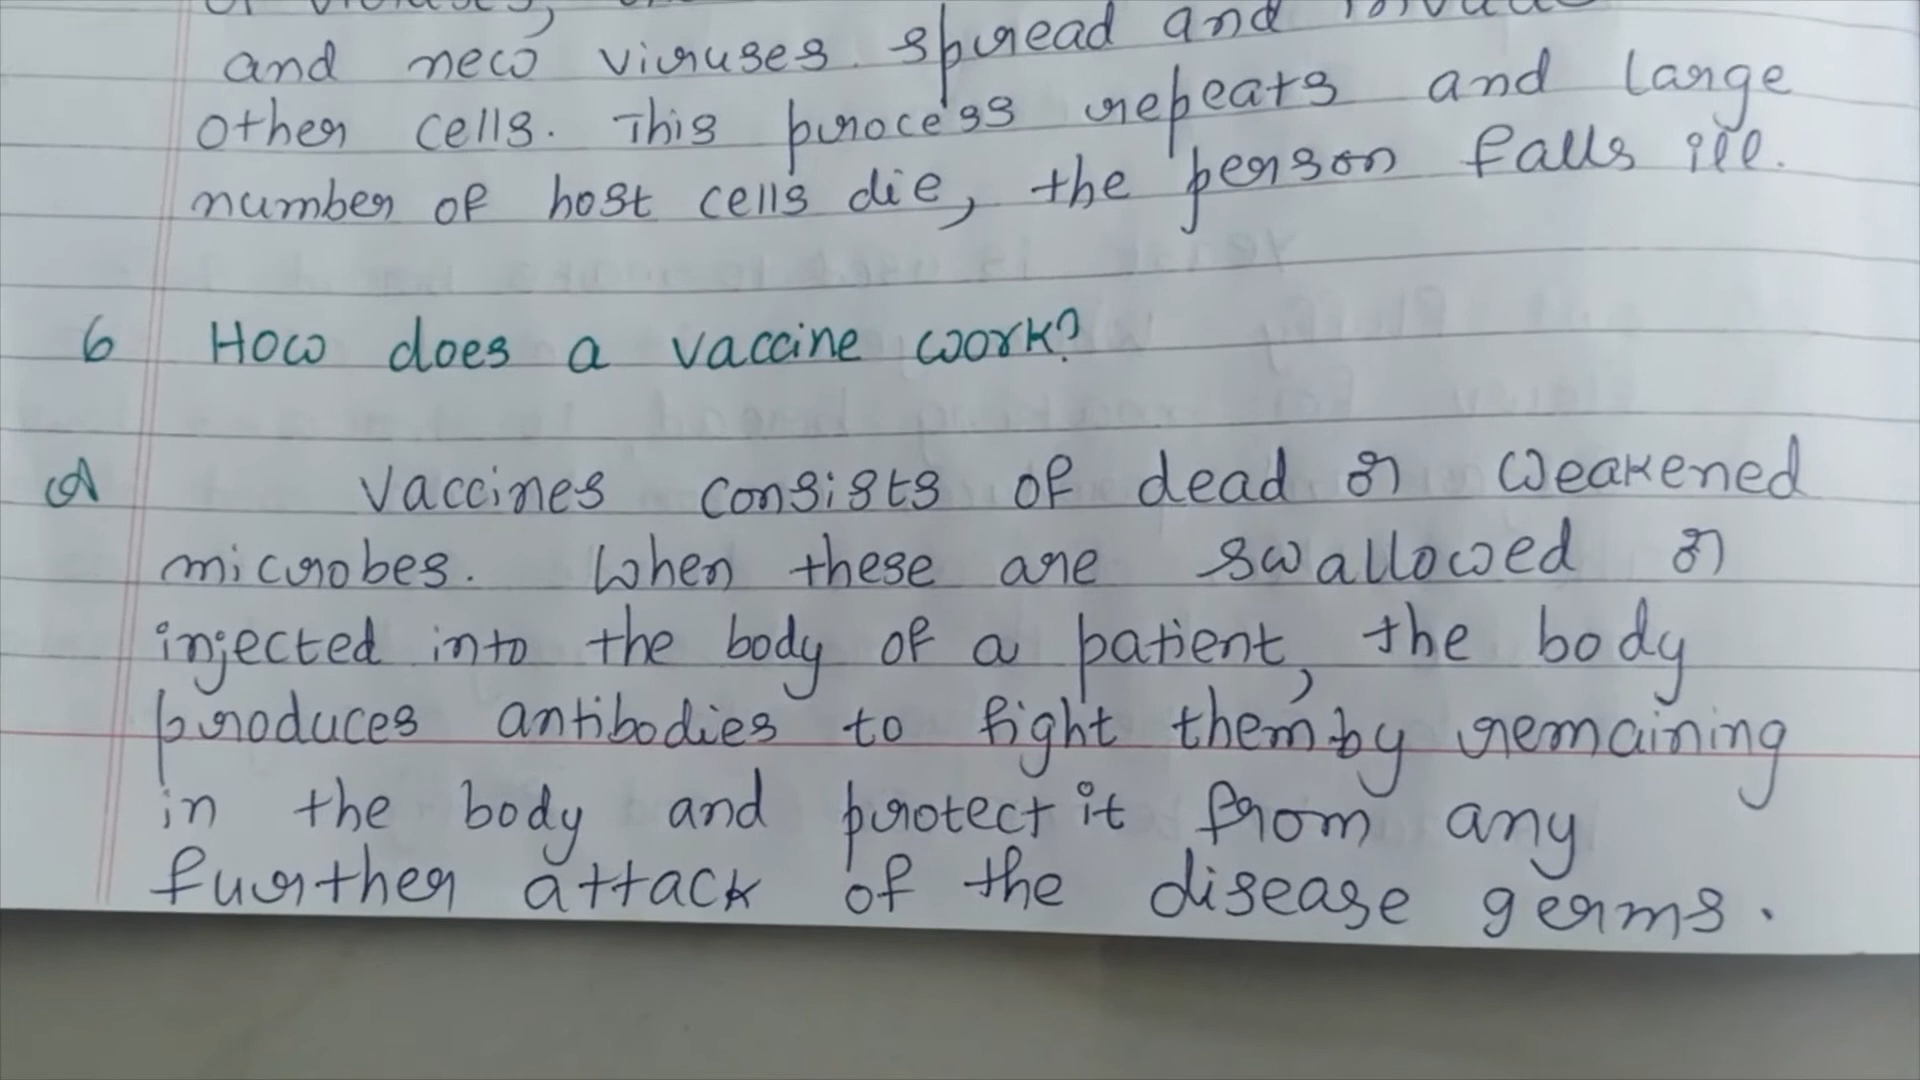 and new viruses spread and
other cells. This process repeats and large
number of host cells die, the person falls ill.
6 How does a vaccine work?
A Vaccines consists of dead or weakened
microbes. When these are swallowed or
injected into the body of a patient, the body
produces antibodies to fight them by remaining
in the body and protect it from any
further attack of the disease germs.